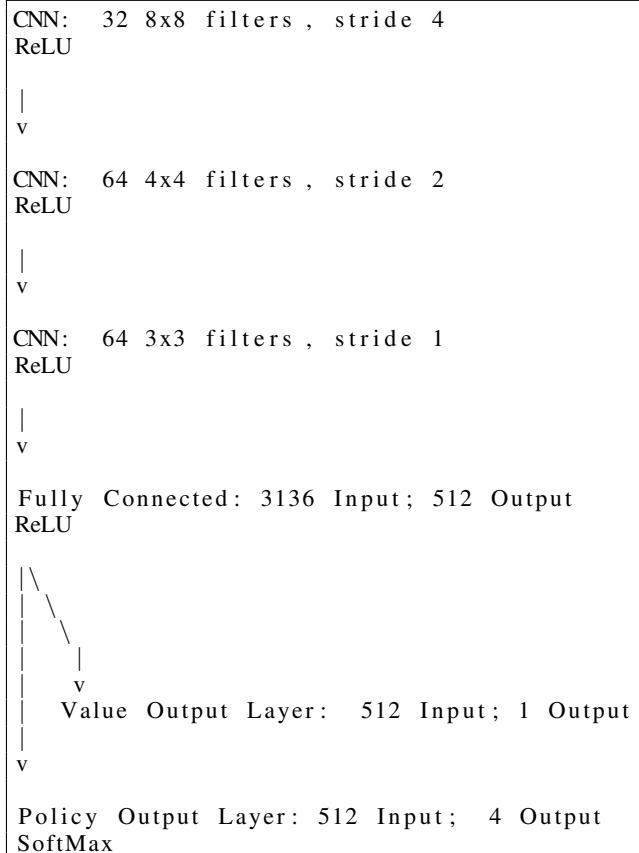 CNN: 32 8x8 filters, stride 4
ReLU
|
v
CNN: 64 4x4 filters, stride 2
ReLU
|
v
CNN: 64 3x3 filters, stride 1
ReLU
|
v
Fully Connected: 3136 Input; 512 Output
ReLU
|\
| \
|  \
|   |
|   v
|  Value Output Layer: 512 Input; 1 Output
|
v
Policy Output Layer: 512 Input; 4 Output
SoftMax